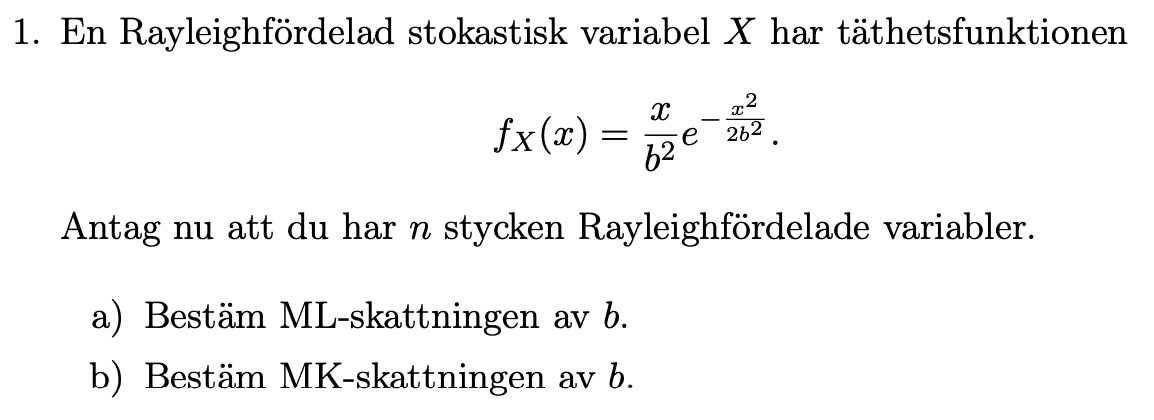 1. En Rayleighfördelad stokastisk variabel X har täthetsfunktionen
f_X(x) = \frac{x}{b^2} e^{-\frac{x^2}{2b^2}}.
Antag nu att du har n stycken Rayleighfördelade variabler.
a) Bestäm ML-skattningen av b.
b) Bestäm MK-skattningen av b.